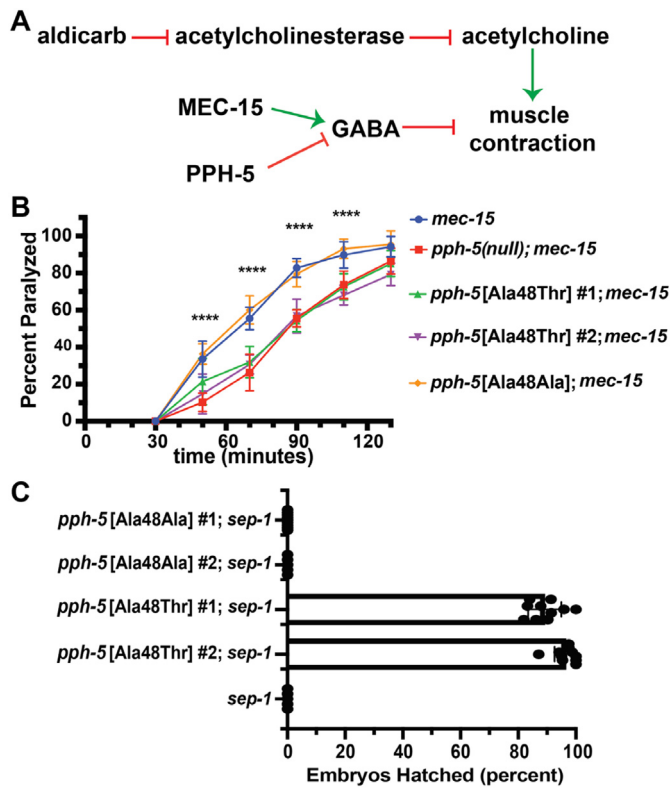 A
aldicarb acetylcholinesterase acetylcholine
MEC-15 GABA muscle
contraction
PPH-5
B
Percent Paralyzed
100
80
60
40
20
0
0 30 60 90 120
time (minutes)
**** **** **** ****
mec-15
pph-5(null); mec-15
pph-5[Ala48Thr] #1; mec-15
pph-5[Ala48Thr] #2; mec-15
pph-5[Ala48Ala]; mec-15
C
pph-5[Ala48Ala] #1; sep-1
pph-5[Ala48Ala] #2; sep-1
pph-5[Ala48Thr] #1; sep-1
pph-5[Ala48Thr] #2; sep-1
sep-1
0 20 40 60 80 100
Embryos Hatched (percent)